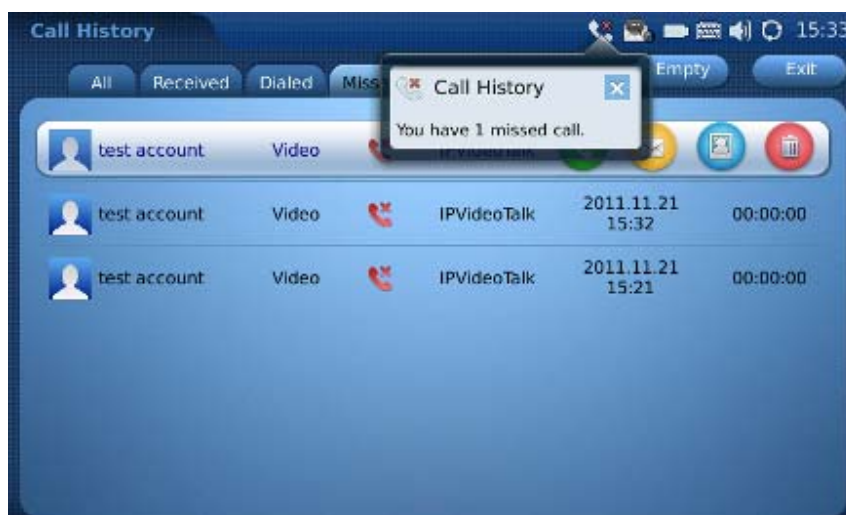 Call History
15:33
All
Received
Dialed
Miss
Empty
Exit
Call History
You have 1 missed call.
test account Video IPVideoTalk
test account Video IPVideoTalk 2011.11.21 15:32 00:00:00
test account Video IPVideoTalk 2011.11.21 15:21 00:00:00